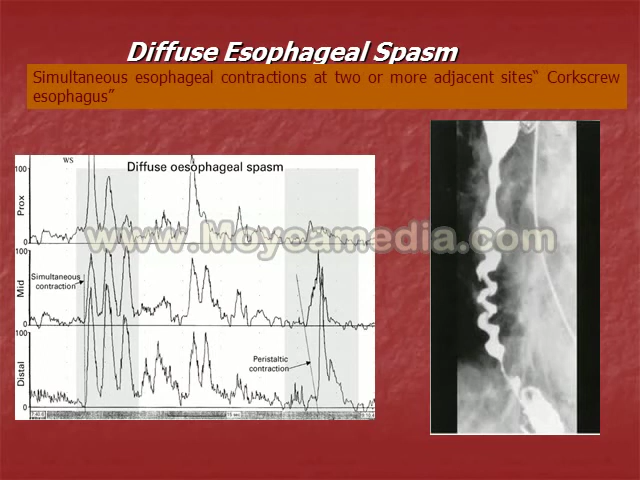 Diffuse Esophageal Spasm
Simultaneous esophageal contractions at two or more adjacent sites“ Corkscrew
esophagus”
WS
Diffuse oesophageal spasm
100
Prox
0
100
Simultaneous
contraction
Mid
0
100
Peristaltic
contraction
Distal
0
www.Moycamedia.com